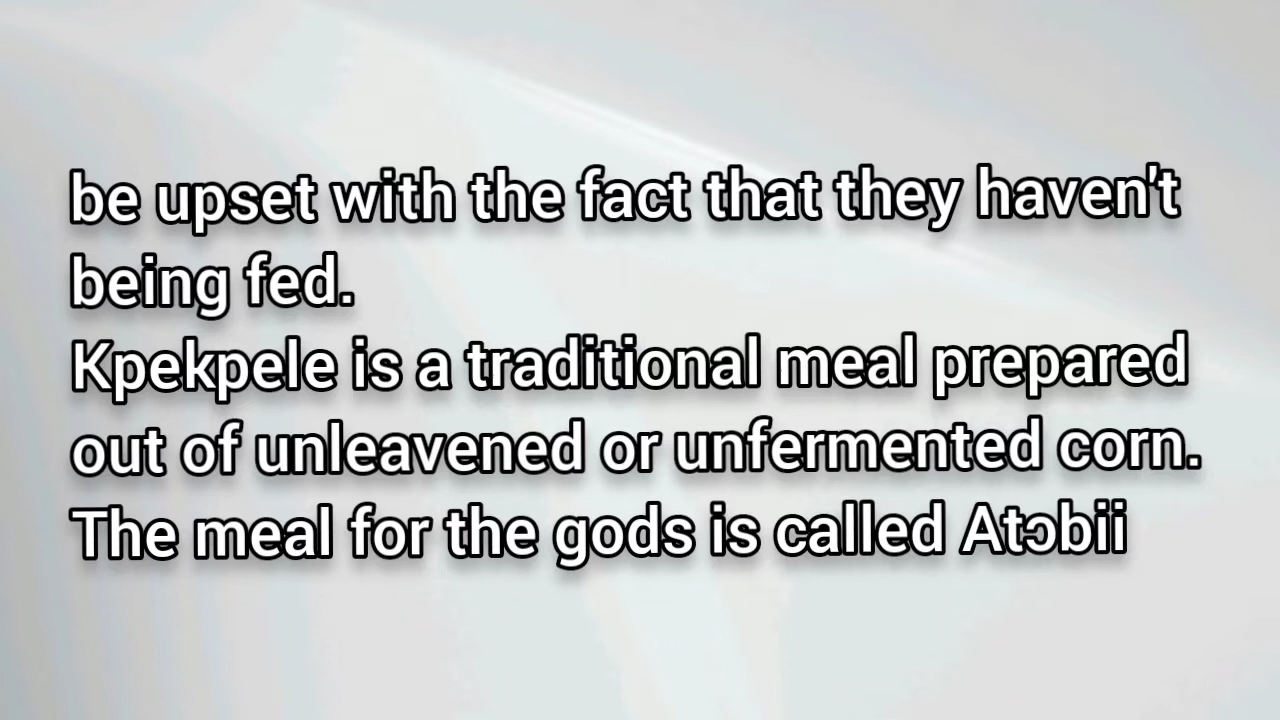 be upset with the fact that they haven't
being fed.
Kpekpele is a traditional meal prepared
out of unleavened or unfermented corn.
The meal for the gods is called Atɔbii